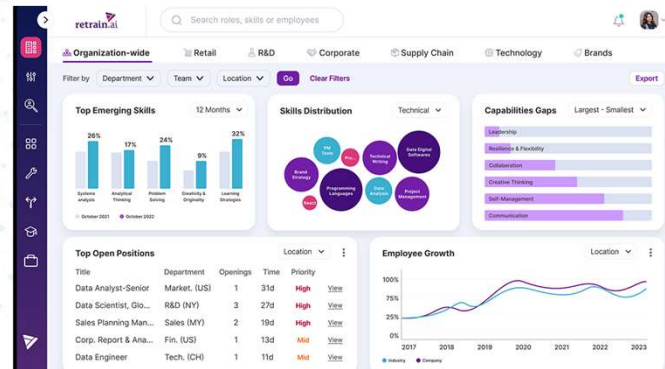 retrain.ai
Search roles, skills or employees
Organization-wide
Retail
R&D
Corporate
Supply Chain
Technology
Brands
Filter by
Department
Team
Location
Go
Clear Filters
Export
Top Emerging Skills
12 Months
26%
17%
24%
9%
32%
Systems
analysis
Analytical
Thinking
Problem
Solving
Creativity &
Originality
Learning
Strategies
October 2021
October 2022
Skills Distribution
Technical
PM
Tools
Pro...
Technical
Writing
Data Digital
Softwares
Brand
Strategy
Programming
Languages
Data
Analysis
Project
Management
React
Capabilities Gaps
Largest - Smallest
Leadership
Resilience & Flexibility
Collaboration
Creative Thinking
Self-Management
Communication
Top Open Positions
Location
Title Department Openings Time Priority
Data Analyst-Senior Market. (US) 1 31d High View
Data Scientist, Glo... R&D (NY) 3 27d High View
Sales Planning Man... Sales (MY) 2 19d High View
Corp. Report & Ana... Fin. (US) 1 13d Mid View
Data Engineer Tech. (CH) 1 11d Mid View
Employee Growth
Location
100%
75%
25%
0%
2017 2018 2019 2020 2021 2022 2023
Industry
Company